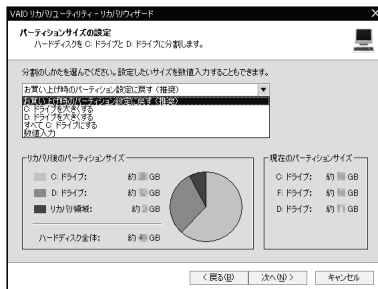 VAIO リカバリユーティリティ - リカバリウィザード
パーティションサイズの設定
ハードディスクを C: ドライブと D: ドライブに分割します。
分割のしかたを選んでください。設定したいサイズを数値入力することもできます。
お買い上げ時のパーティション設定に戻す (推奨)
お買い上げ時のパーティション設定に戻す (推奨)
C: ドライブを大きくする
D: ドライブを大きくする
すべて C: ドライブにする
数値入力
リカバリ後のパーティションサイズ
C: ドライブ: 約 GB
D: ドライブ: 約 GB
リカバリ領域: 約 GB
ハードディスク全体: 約 GB
現在のパーティションサイズ
C: ドライブ: 約 GB
F: ドライブ: 約 GB
D: ドライブ: 約 GB
< 戻る(B)
次へ(N) >
キャンセル